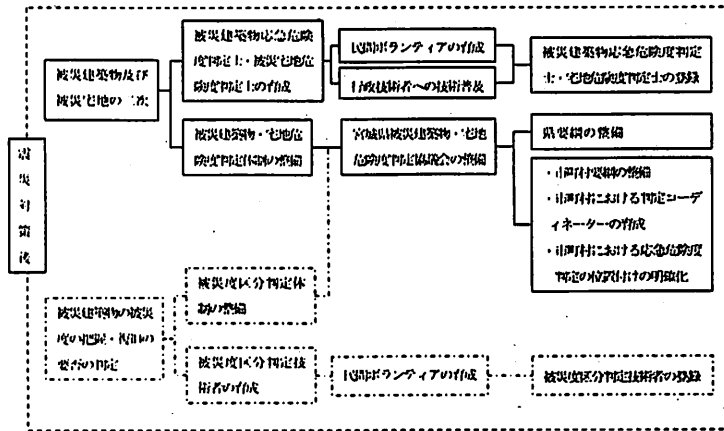 震災対策後
被災建築物及び
被災宅地の二次
被災建築物応急危険
度判定士・被災宅地危
険度判定士の育成
民間ボランティアの育成
行政技術者への技術普及
被災建築物応急危険度判定
士・宅地危険度判定士の登録
被災建築物・宅地危
険度判定体制の整備
宮城県被災建築物・宅地
危険度判定協議会の整備
県要綱の整備
・市町村要綱の整備
・市町村における判定コーデ
ィネーターの育成
・市町村における応急危険度
判定の位置付けの明確化
被災建築物の被災
度の把握・復旧の
要否の判定
被災度区分判定体
制の整備
被災度区分判定技
術者の育成
民間ボランティアの育成
被災度区分判定技術者の登録